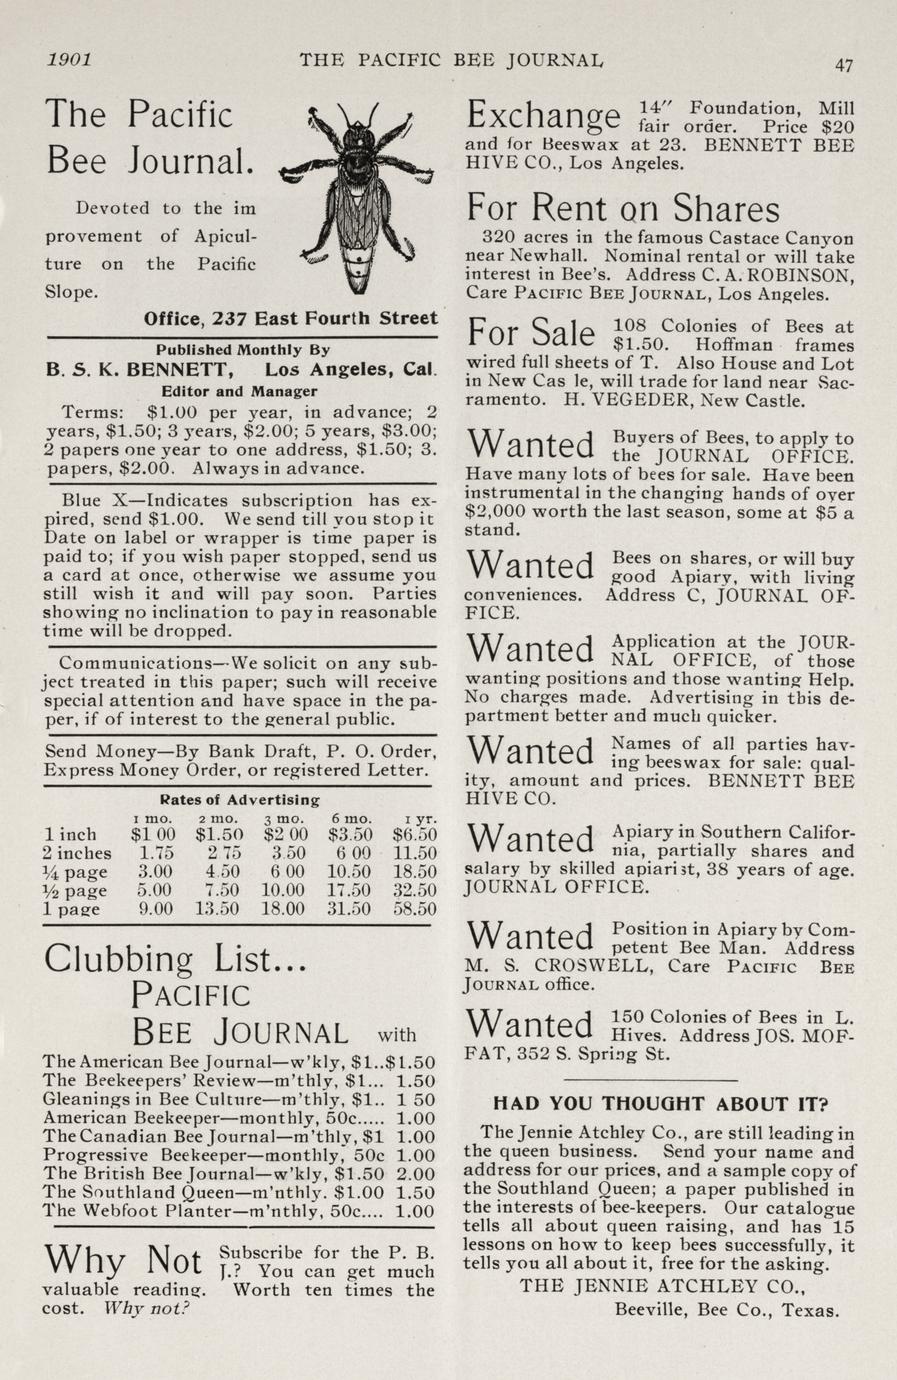 1901 THE PACIFIC BEE JOURNAL 47
The Pacific
Bee Journal.
Devoted to the im
provement of Apicul-
ture on the Pacific
Slope.
Office, 237 East Fourth Street
Published Monthly By
B. S. K. BENNETT, Los Angeles, Cal.
Editor and Manager
Terms: $1.00 per year, in advance; 2
years, $1.50; 3 years, $2.00; 5 years, $3.00;
2 papers one year to one address, $1.50; 3.
papers, $2.00. Always in advance.
Blue X—Indicates subscription has ex-
pired, send $1.00. We send till you stop it
Date on label or wrapper is time paper is
paid to; if you wish paper stopped, send us
a card at once, otherwise we assume you
still wish it and will pay soon. Parties
showing no inclination to pay in reasonable
time will be dropped.
Communications—We solicit on any sub-
ject treated in this paper; such will receive
special attention and have space in the pa-
per, if of interest to the general public.
Send Money—By Bank Draft, P. O. Order,
Express Money Order, or registered Letter.
Rates of Advertising
1 mo. 2 mo. 3 mo. 6 mo. 1 yr.
1 inch $1 00 $1.50 $2 00 $3.50 $6.50
2 inches 1.75 2 75 3.50 6 00 11.50
¼ page 3.00 4.50 6 00 10.50 18.50
½ page 5.00 7.50 10.00 17.50 32.50
1 page 9.00 13.50 18.00 31.50 58.50
Clubbing List...
PACIFIC
BEE JOURNAL with
The American Bee Journal—w'kly, $1..$1.50
The Beekeepers' Review—m'thly, $1... 1.50
Gleanings in Bee Culture—m'thly, $1.. 1 50
American Beekeeper—monthly, 50c..... 1.00
The Canadian Bee Journal—m'thly, $1 1.00
Progressive Beekeeper—monthly, 50c 1.00
The British Bee Journal—w'kly, $1.50 2.00
The Southland Queen—m'nthly. $1.00 1.50
The Webfoot Planter—m'nthly, 50c.... 1.00
Why Not Subscribe for the P. B.
J.? You can get much
valuable reading. Worth ten times the
cost. Why not?
Exchange 14″ Foundation, Mill
fair order. Price $20
and for Beeswax at 23. BENNETT BEE
HIVE CO., Los Angeles.
For Rent on Shares
320 acres in the famous Castace Canyon
near Newhall. Nominal rental or will take
interest in Bee's. Address C. A. ROBINSON,
Care PACIFIC BEE JOURNAL, Los Angeles.
For Sale 108 Colonies of Bees at
$1.50. Hoffman frames
wired full sheets of T. Also House and Lot
in New Cas le, will trade for land near Sac-
ramento. H. VEGEDER, New Castle.
Wanted Buyers of Bees, to apply to
the JOURNAL OFFICE.
Have many lots of bees for sale. Have been
instrumental in the changing hands of over
$2,000 worth the last season, some at $5 a
stand.
Wanted Bees on shares, or will buy
good Apiary, with living
conveniences. Address C, JOURNAL OF-
FICE.
Wanted Application at the JOUR-
NAL OFFICE, of those
wanting positions and those wanting Help.
No charges made. Advertising in this de-
partment better and much quicker.
Wanted Names of all parties hav-
ing beeswax for sale: qual-
ity, amount and prices. BENNETT BEE
HIVE CO.
Wanted Apiary in Southern Califor-
nia, partially shares and
salary by skilled apiarist, 38 years of age.
JOURNAL OFFICE.
Wanted Position in Apiary by Com-
petent Bee Man. Address
M. S. CROSWELL, Care PACIFIC BEE
JOURNAL office.
Wanted 150 Colonies of Bees in L.
Hives. Address JOS. MOF-
FAT, 352 S. Spring St.
HAD YOU THOUGHT ABOUT IT?
The Jennie Atchley Co., are still leading in
the queen business. Send your name and
address for our prices, and a sample copy of
the Southland Queen; a paper published in
the interests of bee-keepers. Our catalogue
tells all about queen raising, and has 15
lessons on how to keep bees successfully, it
tells you all about it, free for the asking.
THE JENNIE ATCHLEY CO.,
Beeville, Bee Co., Texas.